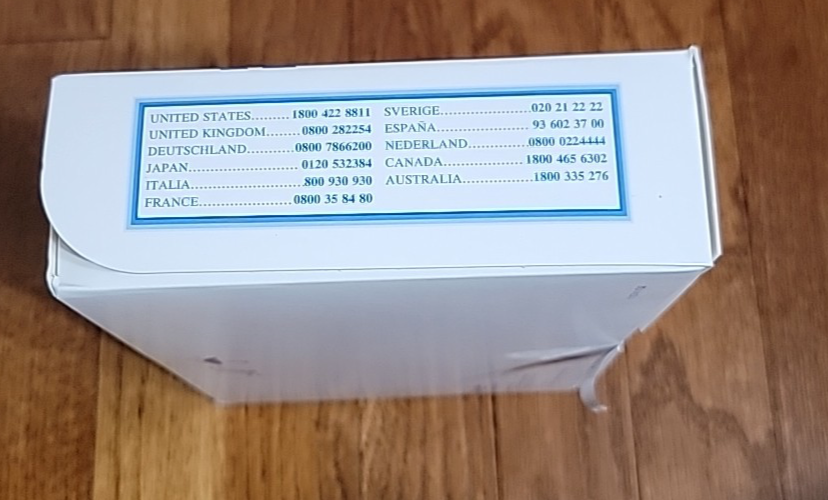 UNITED STATES.........1800 422 8811
UNITED KINGDOM........0800 282254
DEUTSCHLAND...........0800 7866200
JAPAN.........................0120 532384
ITALIA..........................800 930 930
FRANCE.....................0800 35 84 80
SVERIGE.....................020 21 22 22
ESPAÑA......................93 602 37 00
NEDERLAND..............0800 0224444
CANADA....................1800 465 6302
AUSTRALIA.................1800 335 276